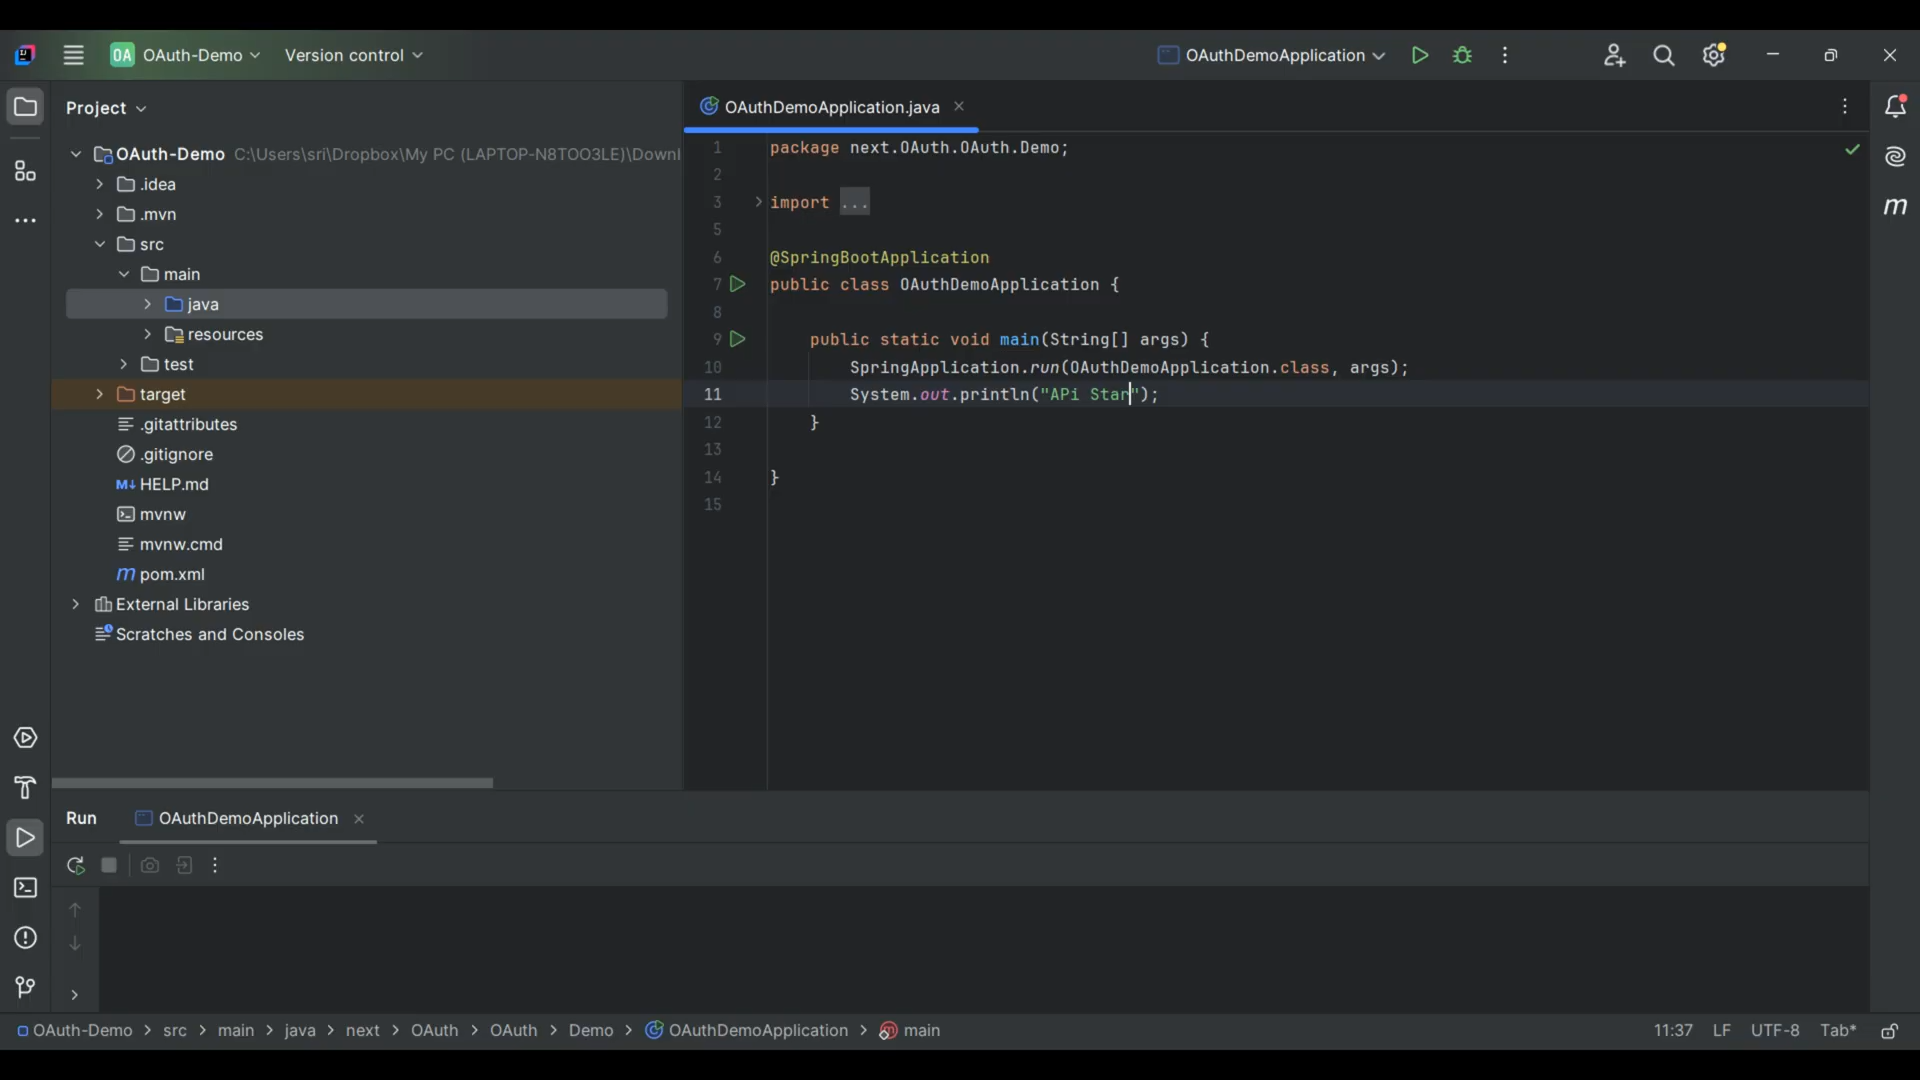 OA OAuth-Demo Version control OAuthDemoApplication
Project
OAuthDemoApplication.java
OAuth-Demo C:\Users\sri\Dropbox\My PC (LAPTOP-N8TOO3LE)\Downl
.idea
.mvn
src
main
java
resources
test
target
.gitattributes
.gitignore
M↓ HELP.md
mvnw
mvnw.cmd
m pom.xml
External Libraries
Scratches and Consoles
1 package next.OAuth.OAuth.Demo;
2
3 import ...
5
6 @SpringBootApplication
7 public class OAuthDemoApplication {
8
9 public static void main(String[] args) {
10 SpringApplication.run(OAuthDemoApplication.class, args);
11 System.out.println("APi Star");
12 }
13
14 }
15
m
Run OAuthDemoApplication
OAuth-Demo > src > main > java > next > OAuth > OAuth > Demo > OAuthDemoApplication > m main
11:37 LF UTF-8 Tab*